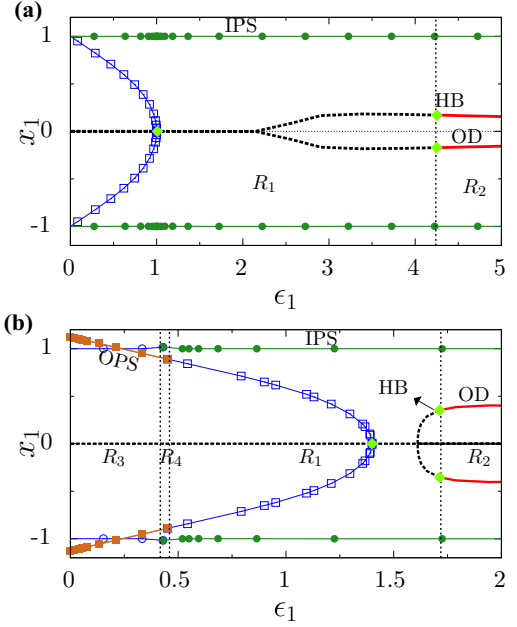 (a)
1
IPS
HB
x₁
0
OD
R₁
R₂
-1
0 1 2 3 4 5
ϵ₁
(b)
IPS
1
OPS
HB
OD
x₁
0
R₃ R₄ R₁ R₂
-1
0 0.5 1 1.5 2
ϵ₁